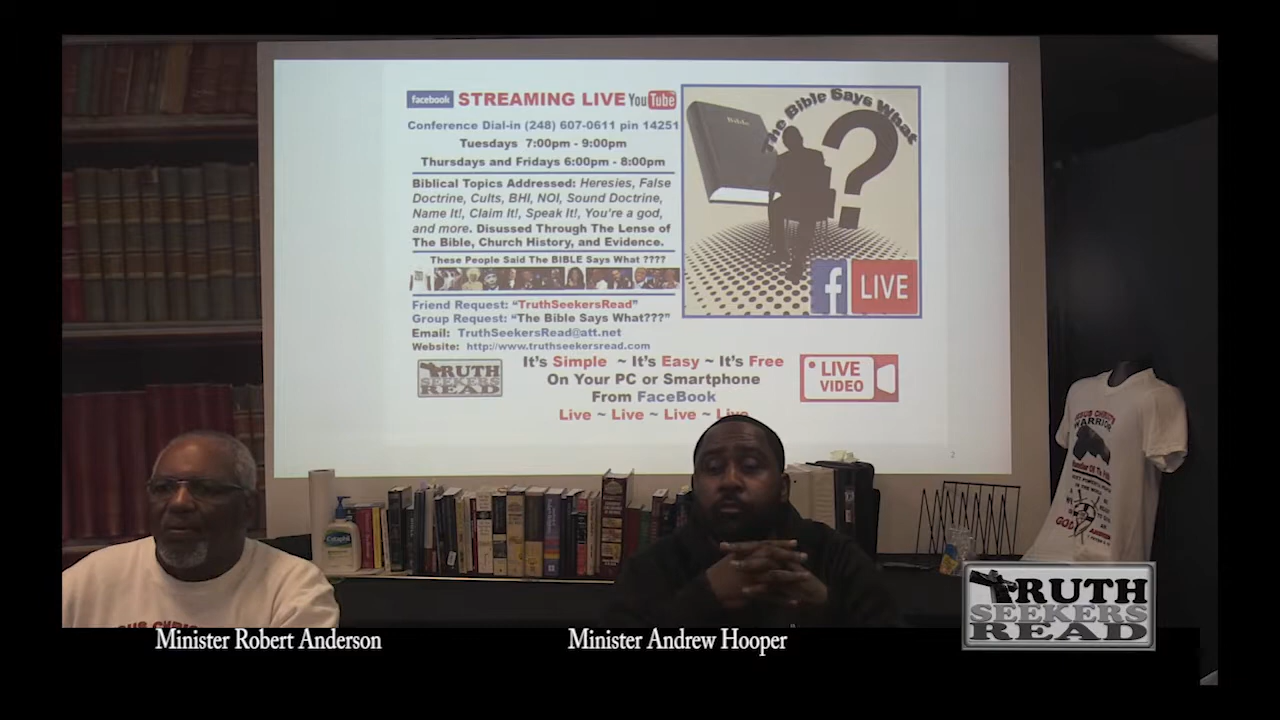 facebook STREAMING LIVE YouTube
Conference Dial-in (248) 607-0611 pin 14251
Tuesdays 7:00pm - 9:00pm
Thursdays and Fridays 6:00pm - 8:00pm
Biblical Topics Addressed: Heresies, False
Doctrine, Cults, BHI, NOI, Sound Doctrine,
Name It!, Claim It!, Speak It!, You're a god,
and more. Disussed Through The Lense of
The Bible, Church History, and Evidence.
These People Said The BIBLE Says What ????
Friend Request: “TruthSeekersRead”
Group Request: “The Bible Says What???”
Email: TruthSeekersRead@att.net
Website: http://www.truthseekersread.com
The Bible Says What
?
f LIVE
TRUTH
SEEKERS
READ
It's Simple ~ It's Easy ~ It's Free
On Your PC or Smartphone
From FaceBook
Live ~ Live ~ Live ~ Live
LIVE
VIDEO
2
Cetaphil
JESUS CHRIST
WARRIOR
GOD
Minister Robert Anderson
Minister Andrew Hooper
TRUTH
SEEKERS
READ